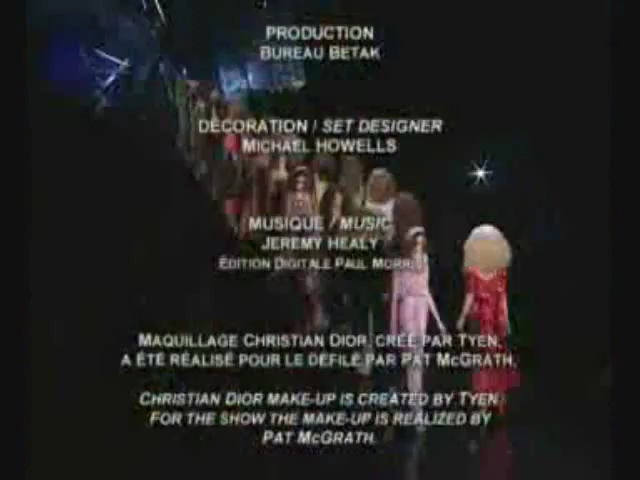 PRODUCTION
BUREAU BETAK
DÉCORATION / SET DESIGNER
MICHAEL HOWELLS
MUSIQUE / MUSIC
JEREMY HEALY
ÉDITION DIGITALE PAUL MORRIS
MAQUILLAGE CHRISTIAN DIOR, CRÉÉ PAR TYEN,
A ÉTÉ RÉALISÉ POUR LE DÉFILÉ PAR PAT MCGRATH.
CHRISTIAN DIOR MAKE-UP IS CREATED BY TYEN.
FOR THE SHOW THE MAKE-UP IS REALIZED BY
PAT MCGRATH.